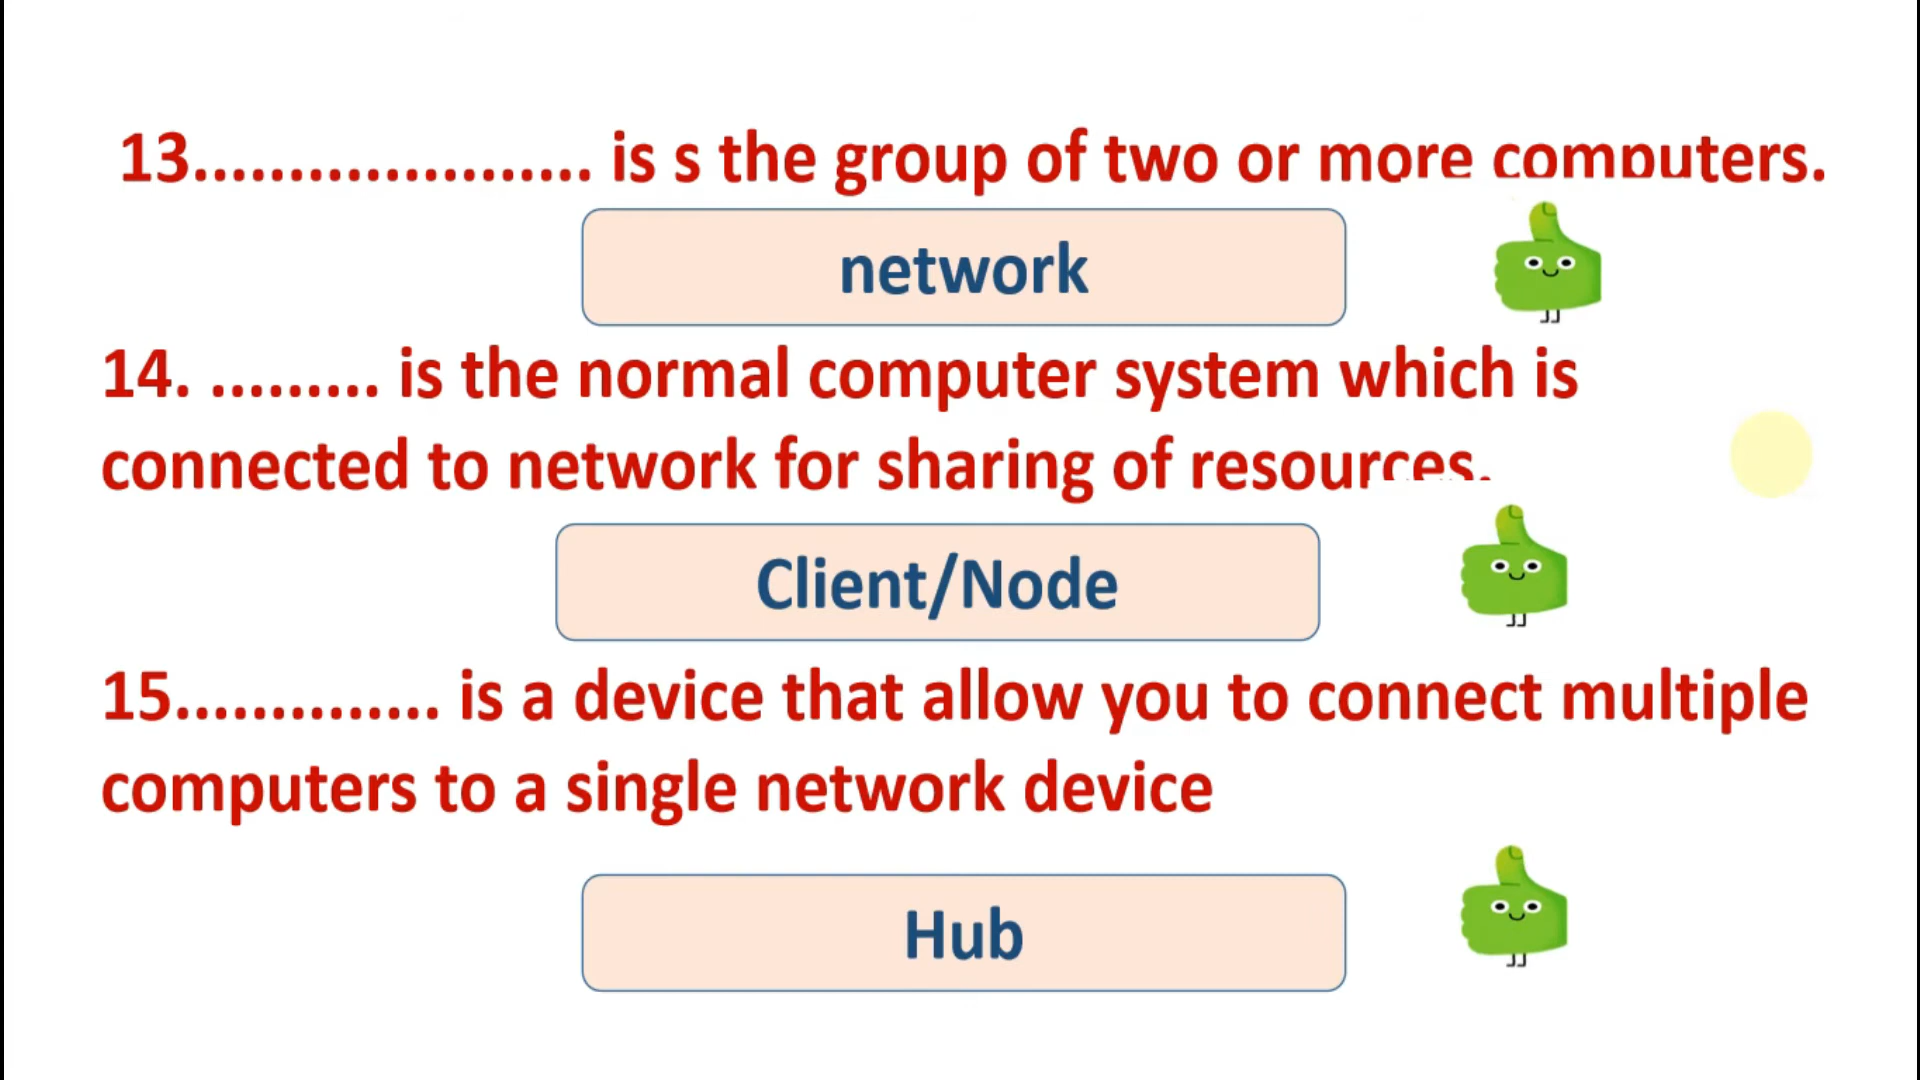 13..................... is s the group of two or more computers.
network
14. ......... is the normal computer system which is
connected to network for sharing of resources.
Client/Node
15.............. is a device that allow you to connect multiple
computers to a single network device
Hub